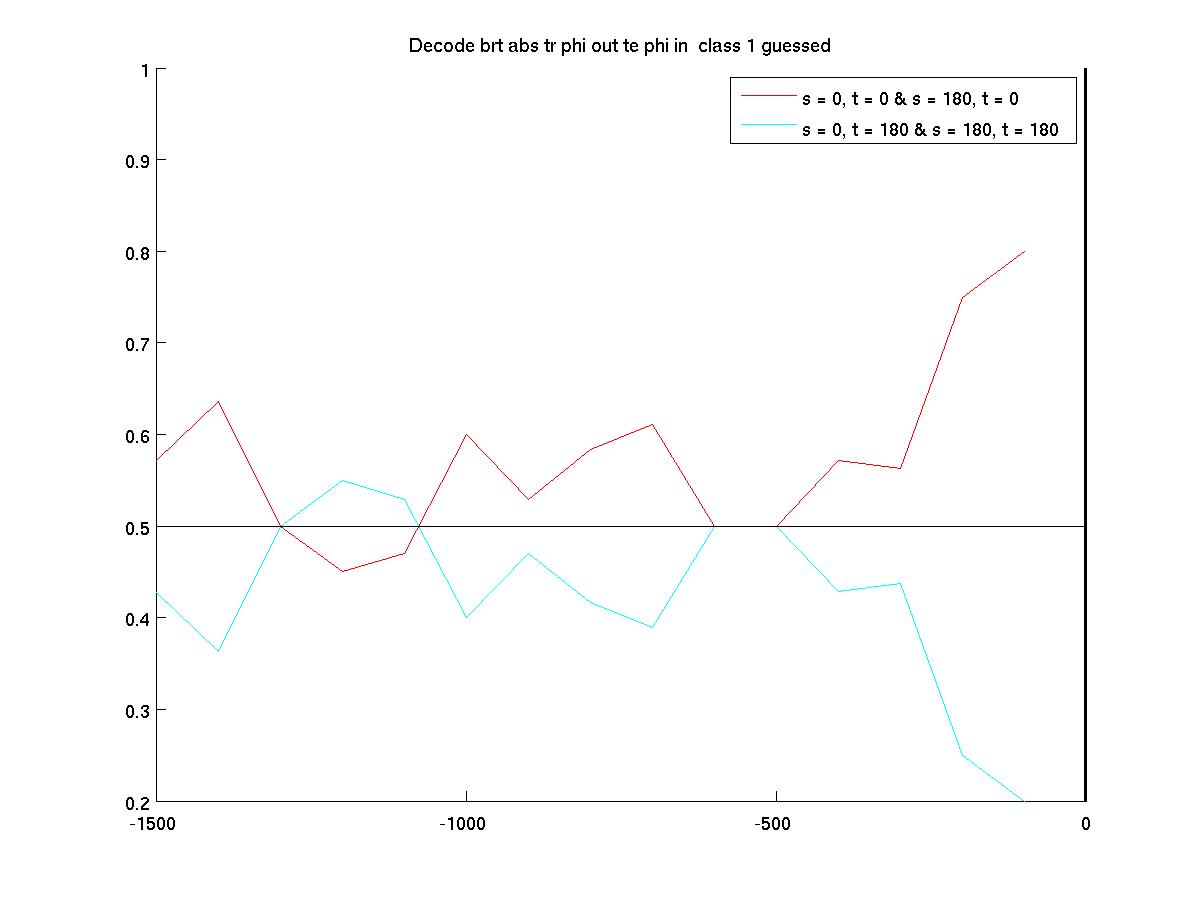 Decode brt abs tr phi out te phi in  class 1 guessed
s = 0, t = 0 & s = 180, t = 0
s = 0, t = 180 & s = 180, t = 180
1
0.9
0.8
0.7
0.6
0.5
0.4
0.3
0.2
-1500 -1000 -500 0